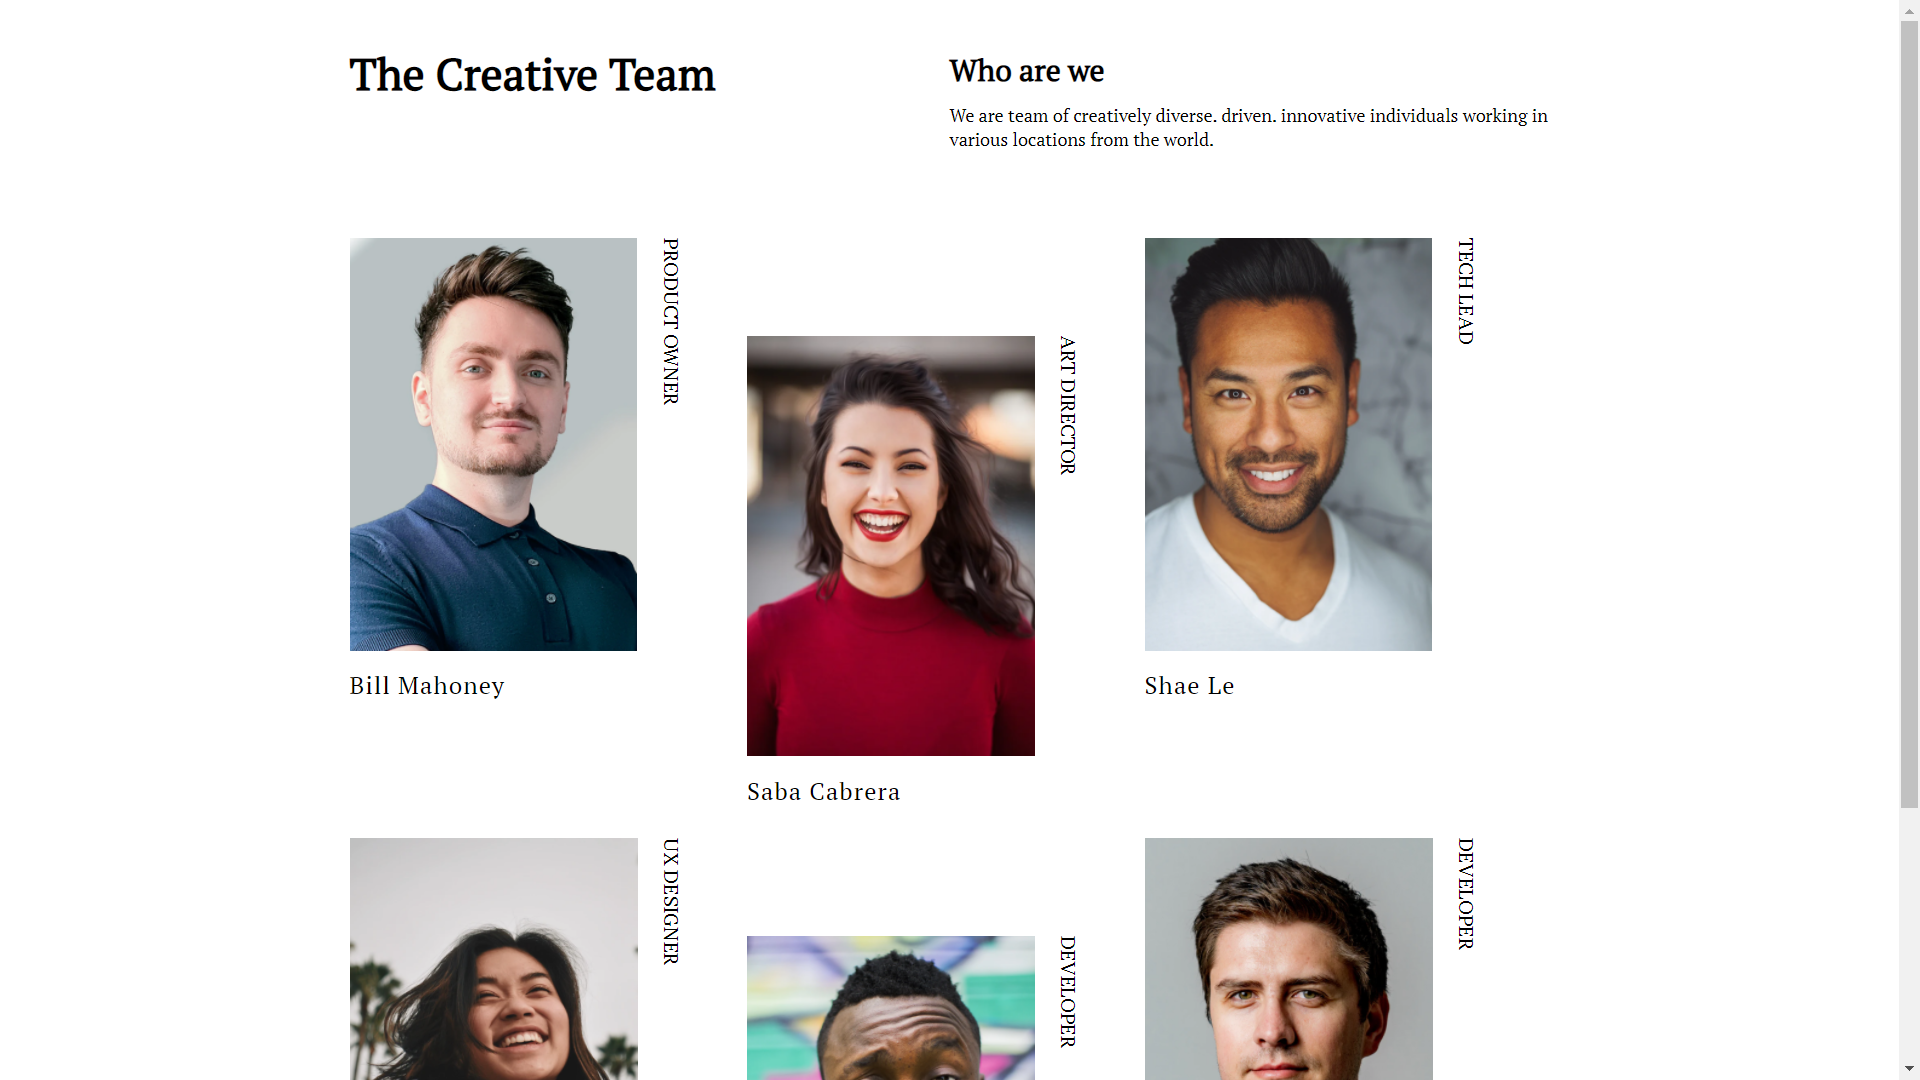 The Creative Team
Who are we
We are team of creatively diverse. driven. innovative individuals working in
various locations from the world.
PRODUCT OWNER
Bill Mahoney
ART DIRECTOR
Saba Cabrera
TECH LEAD
Shae Le
UX DESIGNER
DEVELOPER
DEVELOPER